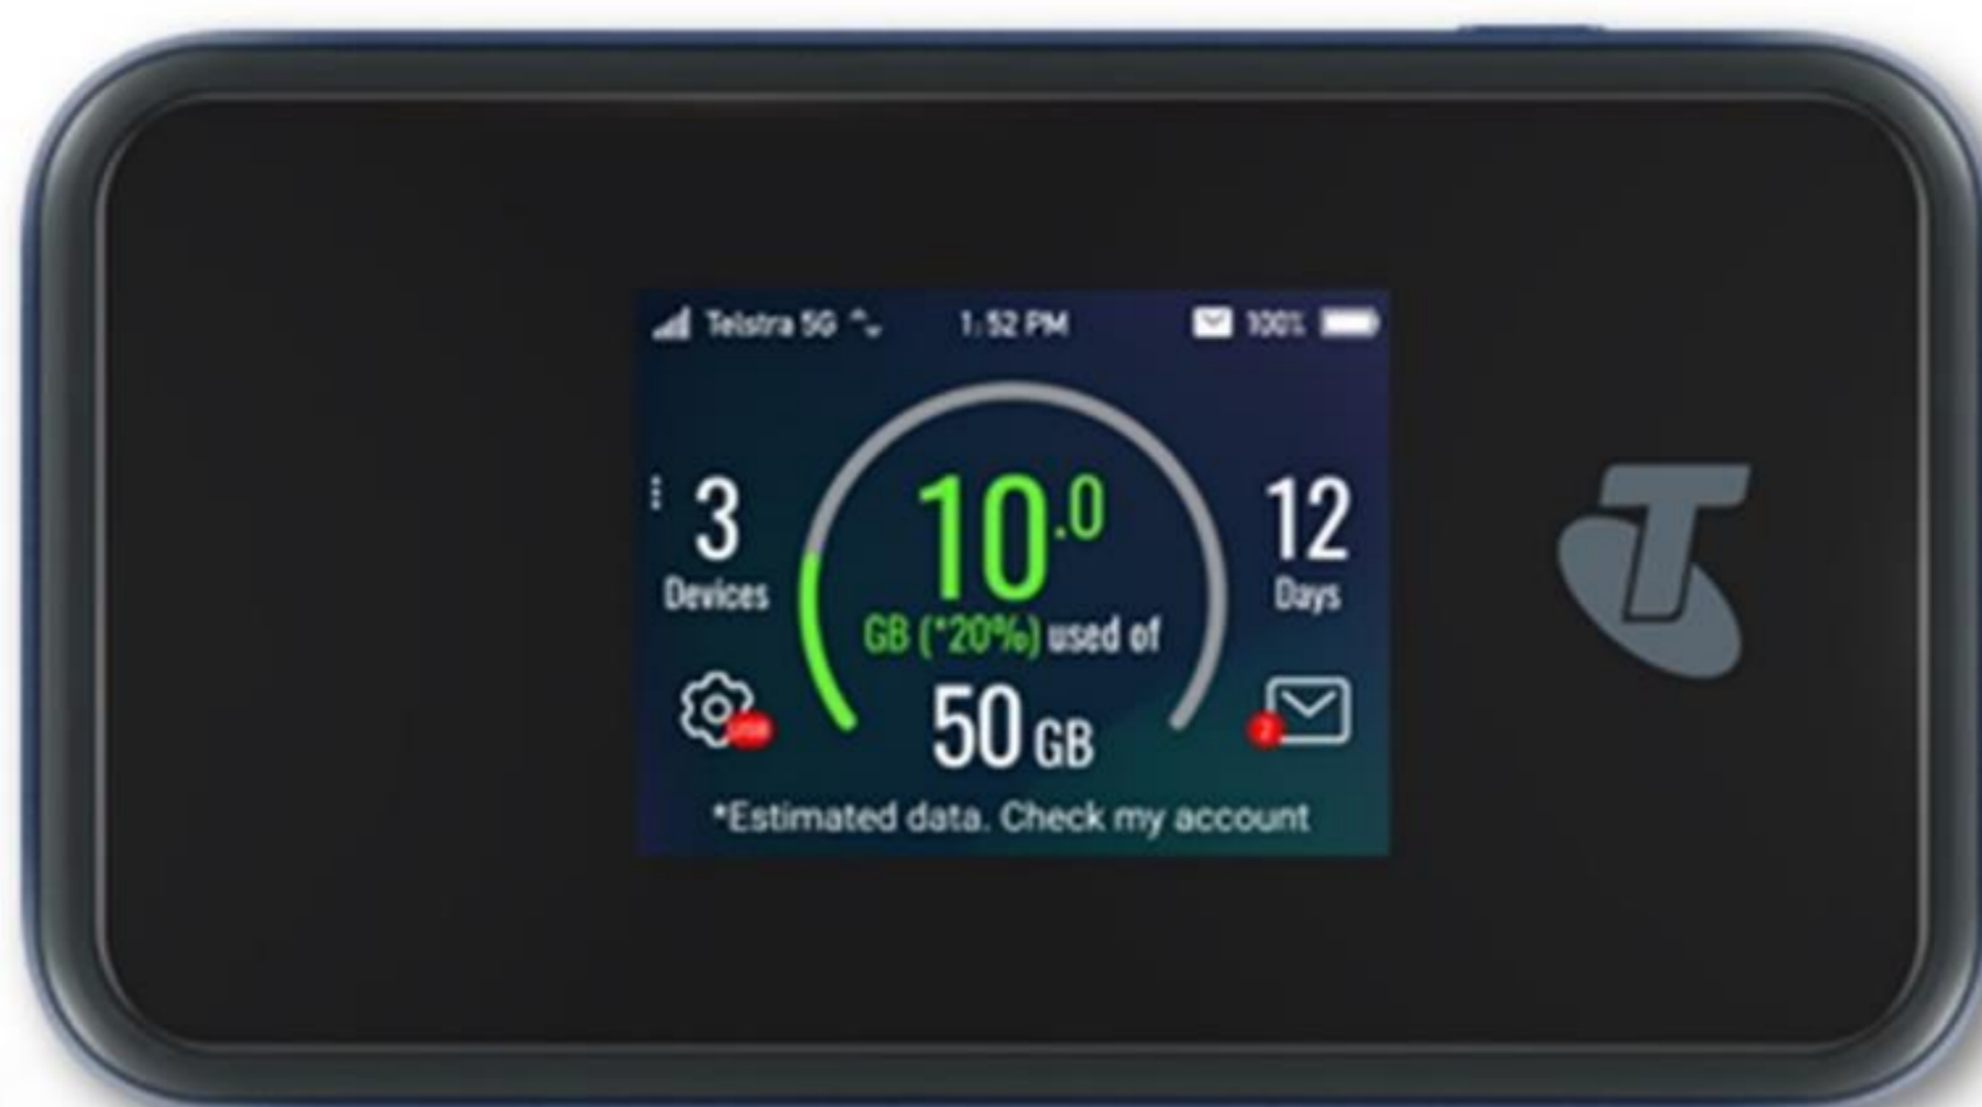 Telstra 5G 1:52 PM 100%
3
Devices
10.0
GB (*20%) used of
50 GB
12
Days
2
*Estimated data. Check my account
T